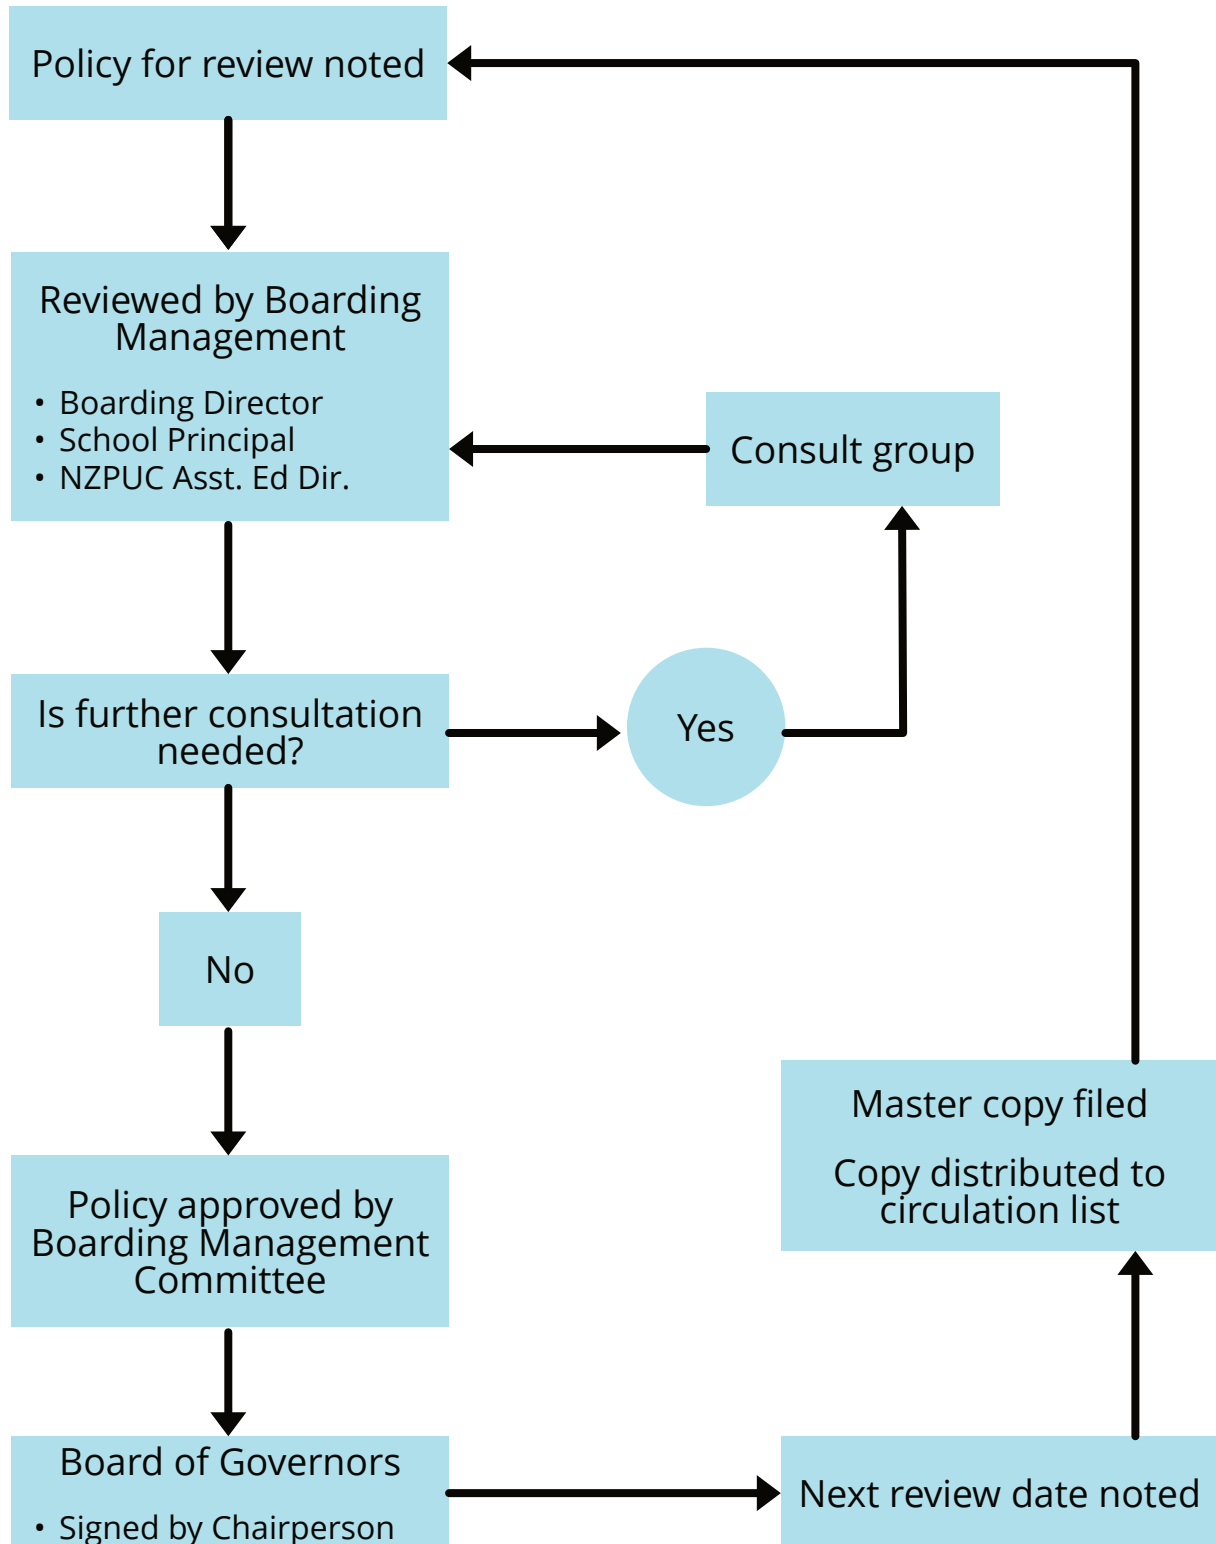 Policy for review noted
Reviewed by Boarding
Management
• Boarding Director
• School Principal
• NZPUC Asst. Ed Dir.
Consult group
Is further consultation
needed?
Yes
No
Policy approved by
Boarding Management
Committee
Master copy filed
Copy distributed to
circulation list
Board of Governors
• Signed by Chairperson
Next review date noted